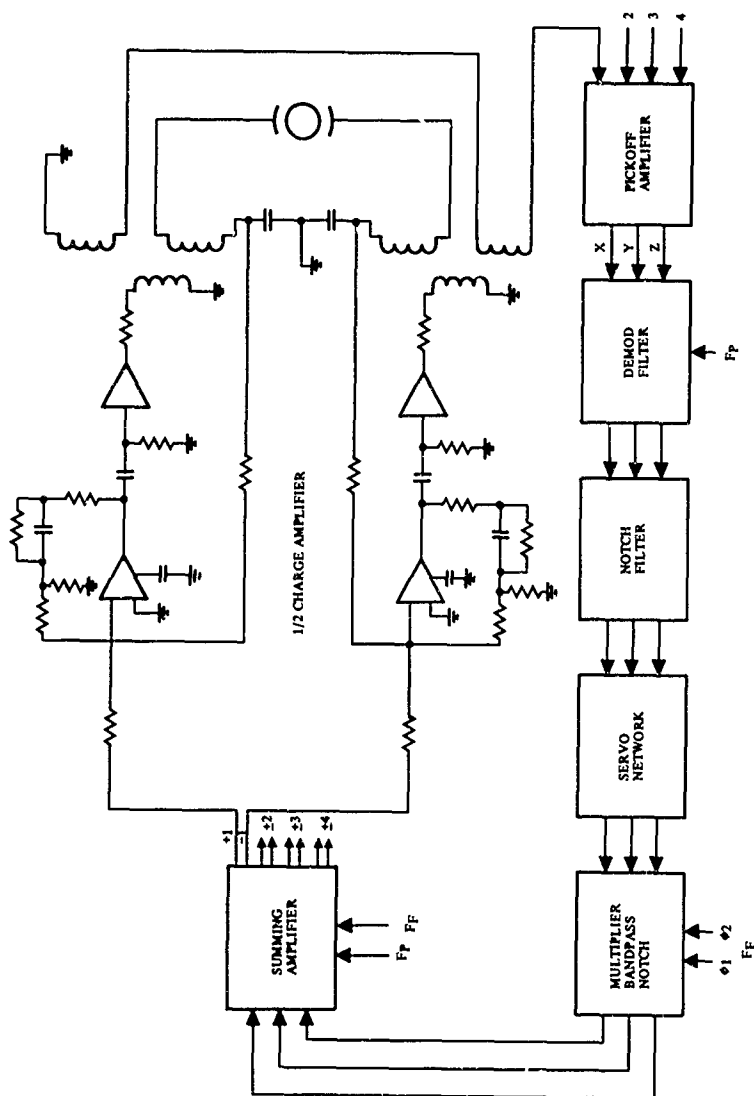 1/2 CHARGE AMPLIFIER
SUMMING
AMPLIFIER
+1
-
±2
±3
±4
FP
FF
2
3
4
PICKOFF
AMPLIFIER
X
Y
Z
DEMOD
FILTER
FP
NOTCH
FILTER
SERVO
NETWORK
MULTIPLIER
BANDPASS
NOTCH
Φ1
Φ2
FF